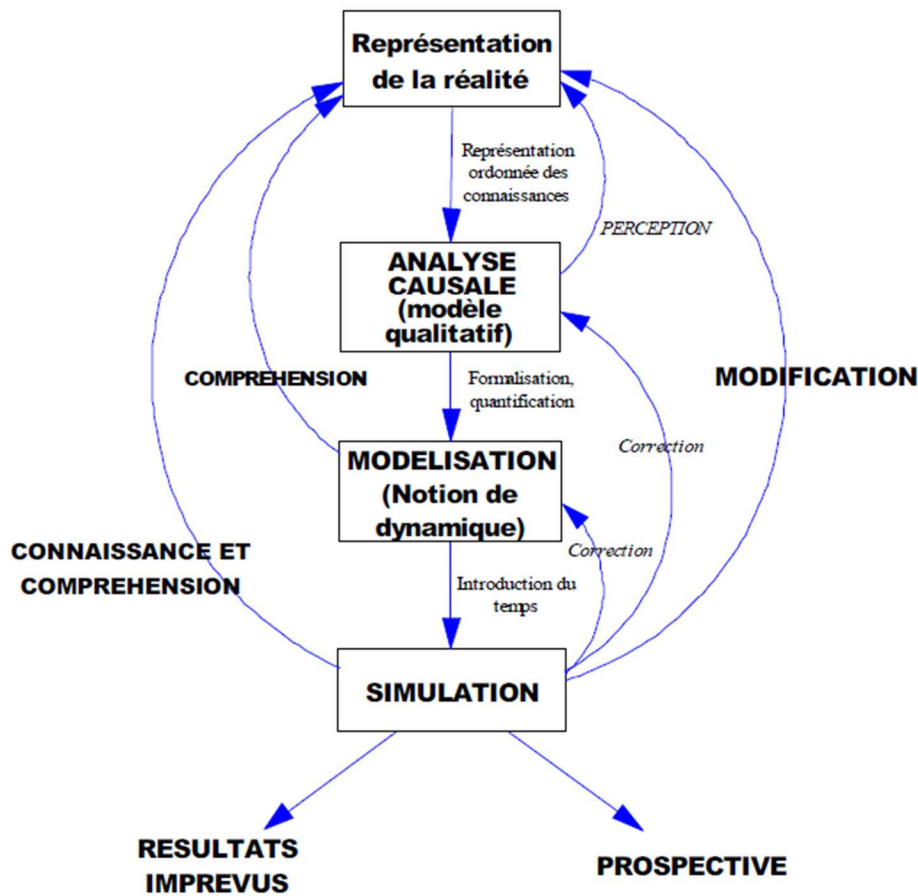 Représentation
de la réalité
Représentation
ordonnée des
connaissances
PERCEPTION
ANALYSE
CAUSALE
(modèle
qualitatif)
COMPREHENSION
Formalisation,
quantification
MODIFICATION
Correction
MODELISATION
(Notion de
dynamique)
CONNAISSANCE ET
COMPREHENSION
Correction
Introduction du
temps
SIMULATION
RESULTATS
IMPREVUS
PROSPECTIVE